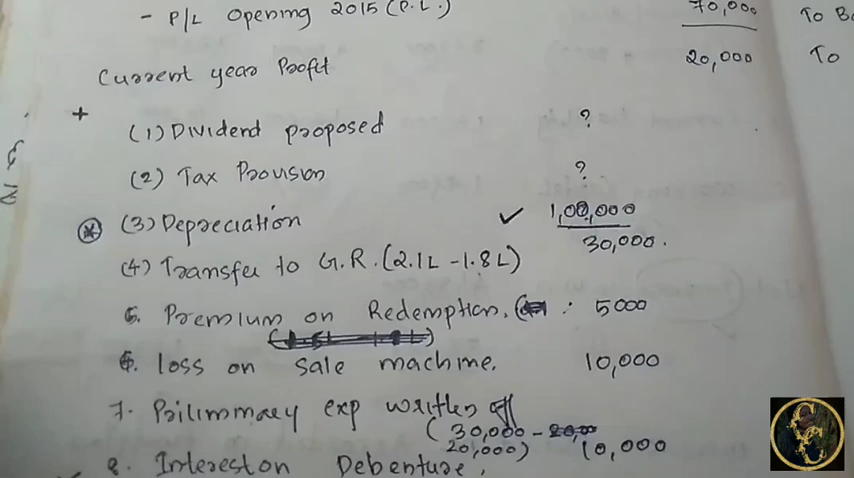 - P/L Opening 2015 (P.L.) 70,000 To
Current year Profit 20,000 To
+
(1) Dividend proposed ?
(2) Tax Provision ?
(3) Depreciation ✓ 1,00,000
(4) Transfer to G.R. (2.1L - 1.8L) 30,000.
5. Premium on Redemption. : 5000
6. loss on sale machine. 10,000
7. Prilimmary exp written off
(30,000 - 20,000) 10,000
8. Interest on Debenture,